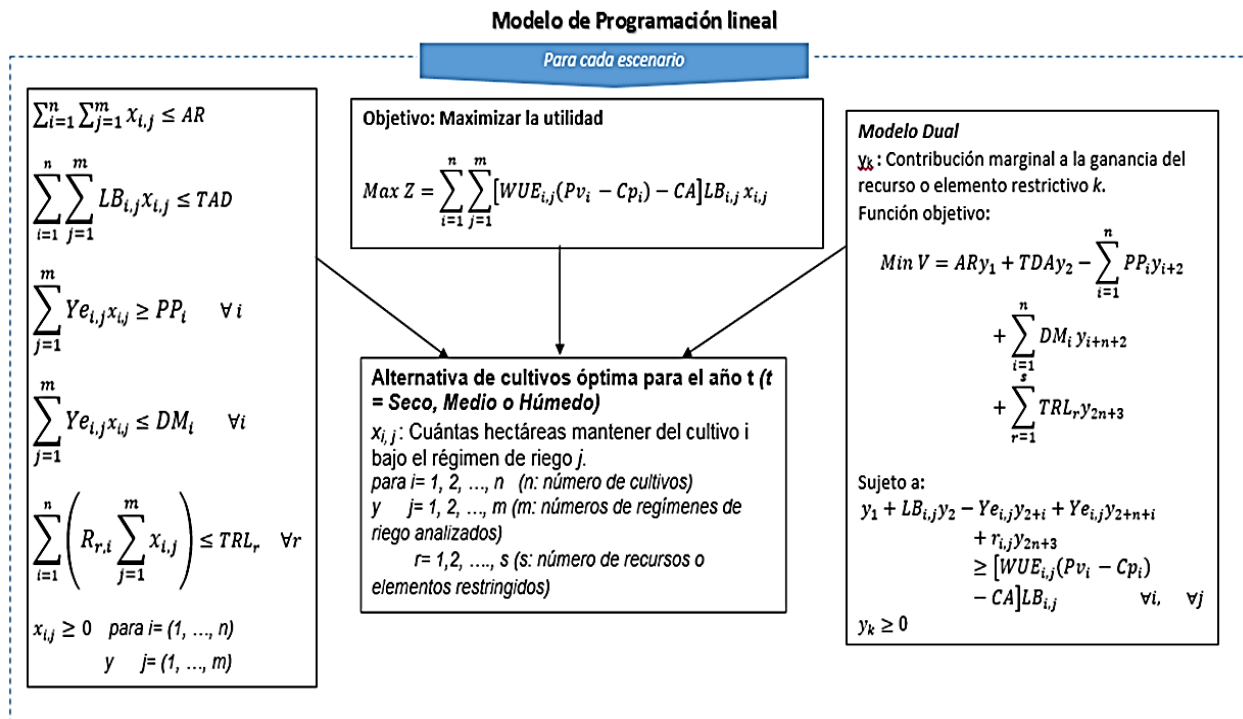 Modelo de Programación lineal
Para cada escenario
∑_{i=1}^{n} ∑_{j=1}^{m} x_{i,j} ≤ AR
∑_{i=1}^{n} ∑_{j=1}^{m} LB_{i,j} x_{i,j} ≤ TAD
∑_{j=1}^{m} Ye_{i,j} x_{i,j} ≥ PP_i ∀ i
∑_{j=1}^{m} Ye_{i,j} x_{i,j} ≤ DM_i ∀i
∑_{i=1}^{n} (R_{r,i} ∑_{j=1}^{m} x_{i,j}) ≤ TRL_r ∀r
x_{i,j} ≥ 0 para i= (1, …, n)
y j= (1, …, m)
Objetivo: Maximizar la utilidad
Max Z = ∑_{i=1}^{n} ∑_{j=1}^{m} [WUE_{i,j}(Pv_i − Cp_i) − CA]LB_{i,j} x_{i,j}
Alternativa de cultivos óptima para el año t (t
= Seco, Medio o Húmedo)
x_{i,j} : Cuántas hectáreas mantener del cultivo i
bajo el régimen de riego j.
para i= 1, 2, …, n (n: número de cultivos)
y j= 1, 2, …, m (m: números de regímenes de
riego analizados)
r= 1,2, …., s (s: número de recursos o
elementos restringidos)
Modelo Dual
y_k : Contribución marginal a la ganancia del
recurso o elemento restrictivo k.
Función objetivo:
Min V = ARy_1 + TDAy_2 − ∑_{i=1}^{n} PP_i y_{i+2}
+ ∑_{i=1}^{n} DM_i y_{i+n+2}
+ ∑_{r=1}^{s} TRL_r y_{2n+3}
Sujeto a:
y_1 + LB_{i,j}y_2 − Ye_{i,j}y_{2+i} + Ye_{i,j}y_{2+n+i}
+ r_{i,j}y_{2n+3}
≥ [WUE_{i,j}(Pv_i − Cp_i)
− CA]LB_{i,j} ∀i, ∀j
y_k ≥ 0